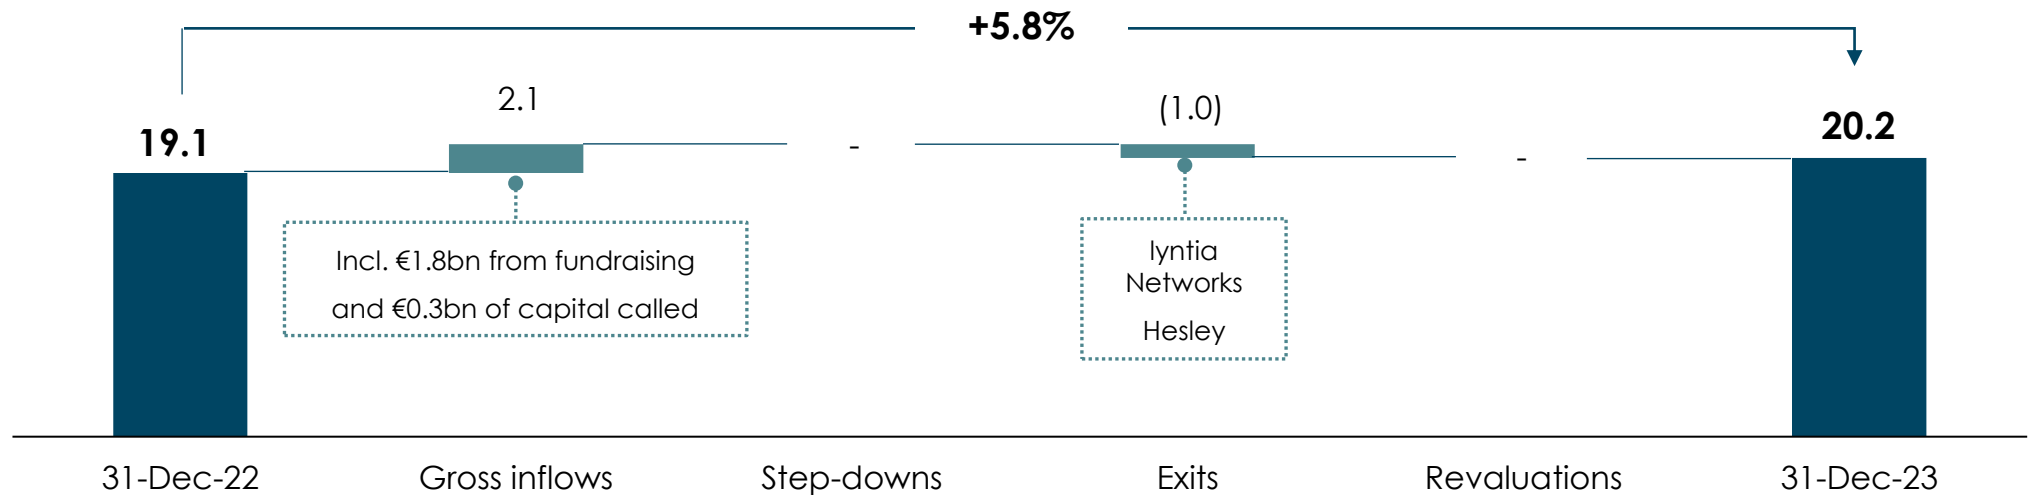 +5.8%
2.1
(1.0)
19.1
20.2
-
-
Incl. €1.8bn from fundraising
and €0.3bn of capital called
lyntia
Networks
Hesley
31-Dec-22
Gross inflows
Step-downs
Exits
Revaluations
31-Dec-23